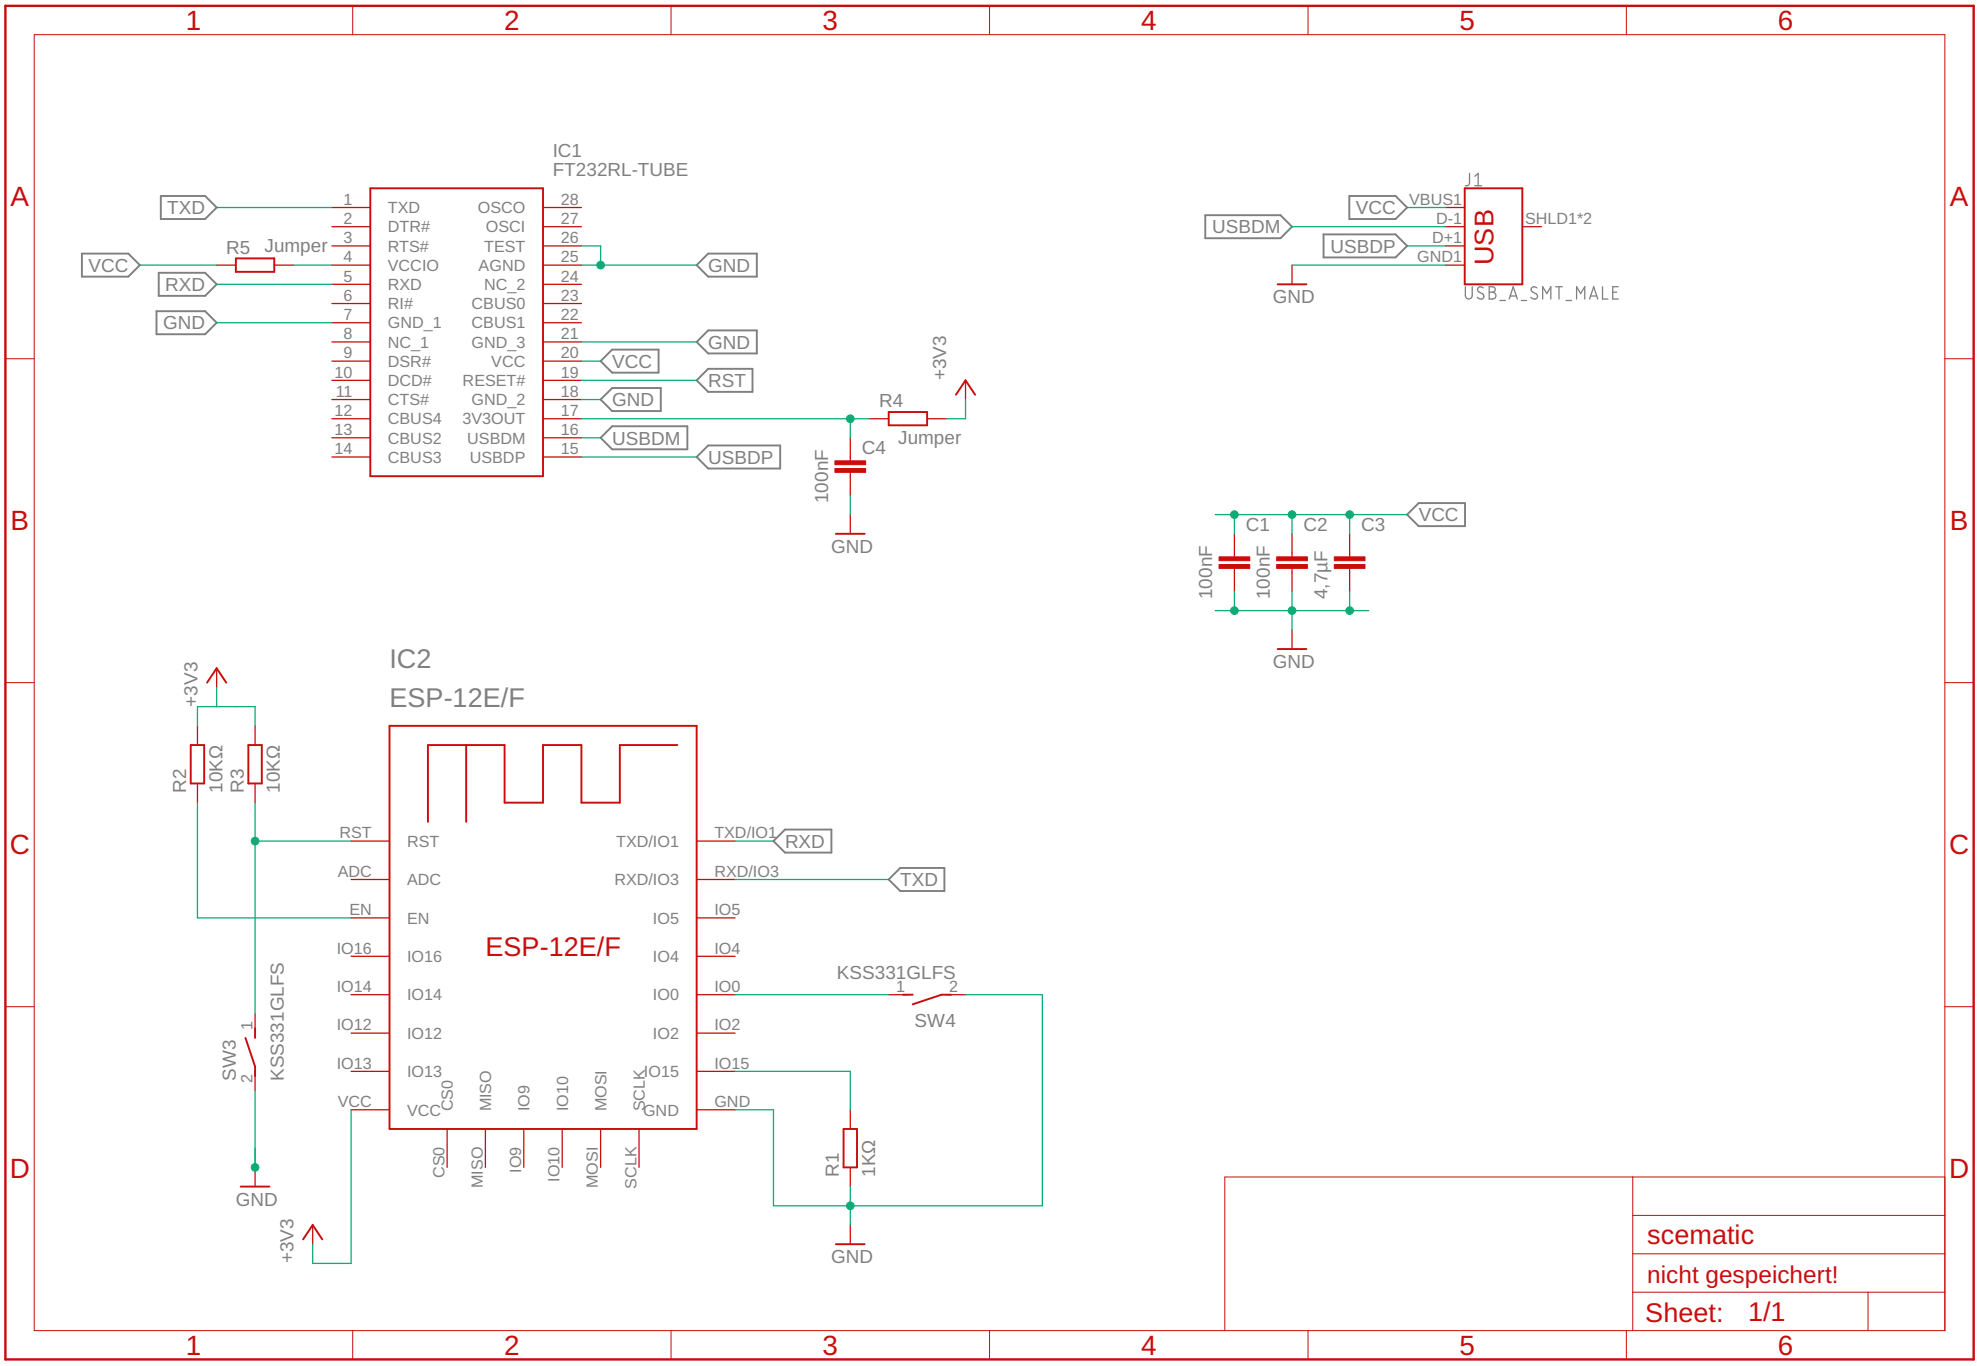 1 2 3 4 5 6
A
A
IC1
FT232RL-TUBE
TXD 1 TXD OSCO 28
2 DTR# OSCI 27
3 RTS# TEST 26
VCC R5 Jumper 4 VCCIO AGND 25 GND
RXD 5 RXD NC_2 24
6 RI# CBUS0 23
GND 7 GND_1 CBUS1 22
8 NC_1 GND_3 21 GND
9 DSR# VCC 20 VCC
10 DCD# RESET# 19 RST
11 CTS# GND_2 18 GND
12 CBUS4 3V3OUT 17
13 CBUS2 USBDM 16 USBDM
14 CBUS3 USBDP 15 USBDP
R4
Jumper
+3V3
C4
100nF
GND
J1
VCC VBUS1
USBDM D-1
USBDP D+1
GND1
GND
USB
SHLD1*2
USB_A_SMT_MALE
B
B
C1 C2 C3 VCC
100nF 100nF 4,7µF
GND
IC2
ESP-12E/F
+3V3
R2 10KΩ R3 10KΩ
C
C
RST RST TXD/IO1 TXD/IO1 RXD
ADC ADC RXD/IO3 RXD/IO3 TXD
EN EN IO5 IO5
IO16 IO16 IO4 IO4
ESP-12E/F
IO14 IO14 IO0 IO0
IO12 IO12 IO2 IO2
IO13 IO13 IO15 IO15
VCC VCC GND GND
CS0 MISO IO9 IO10 MOSI SCLK
CS0 MISO IO9 IO10 MOSI SCLK
KSS331GLFS
1 2
SW4
SW3
1
2
KSS331GLFS
GND
+3V3
R1
1KΩ
GND
D
D
scematic
nicht gespeichert!
Sheet: 1/1
1 2 3 4 5 6